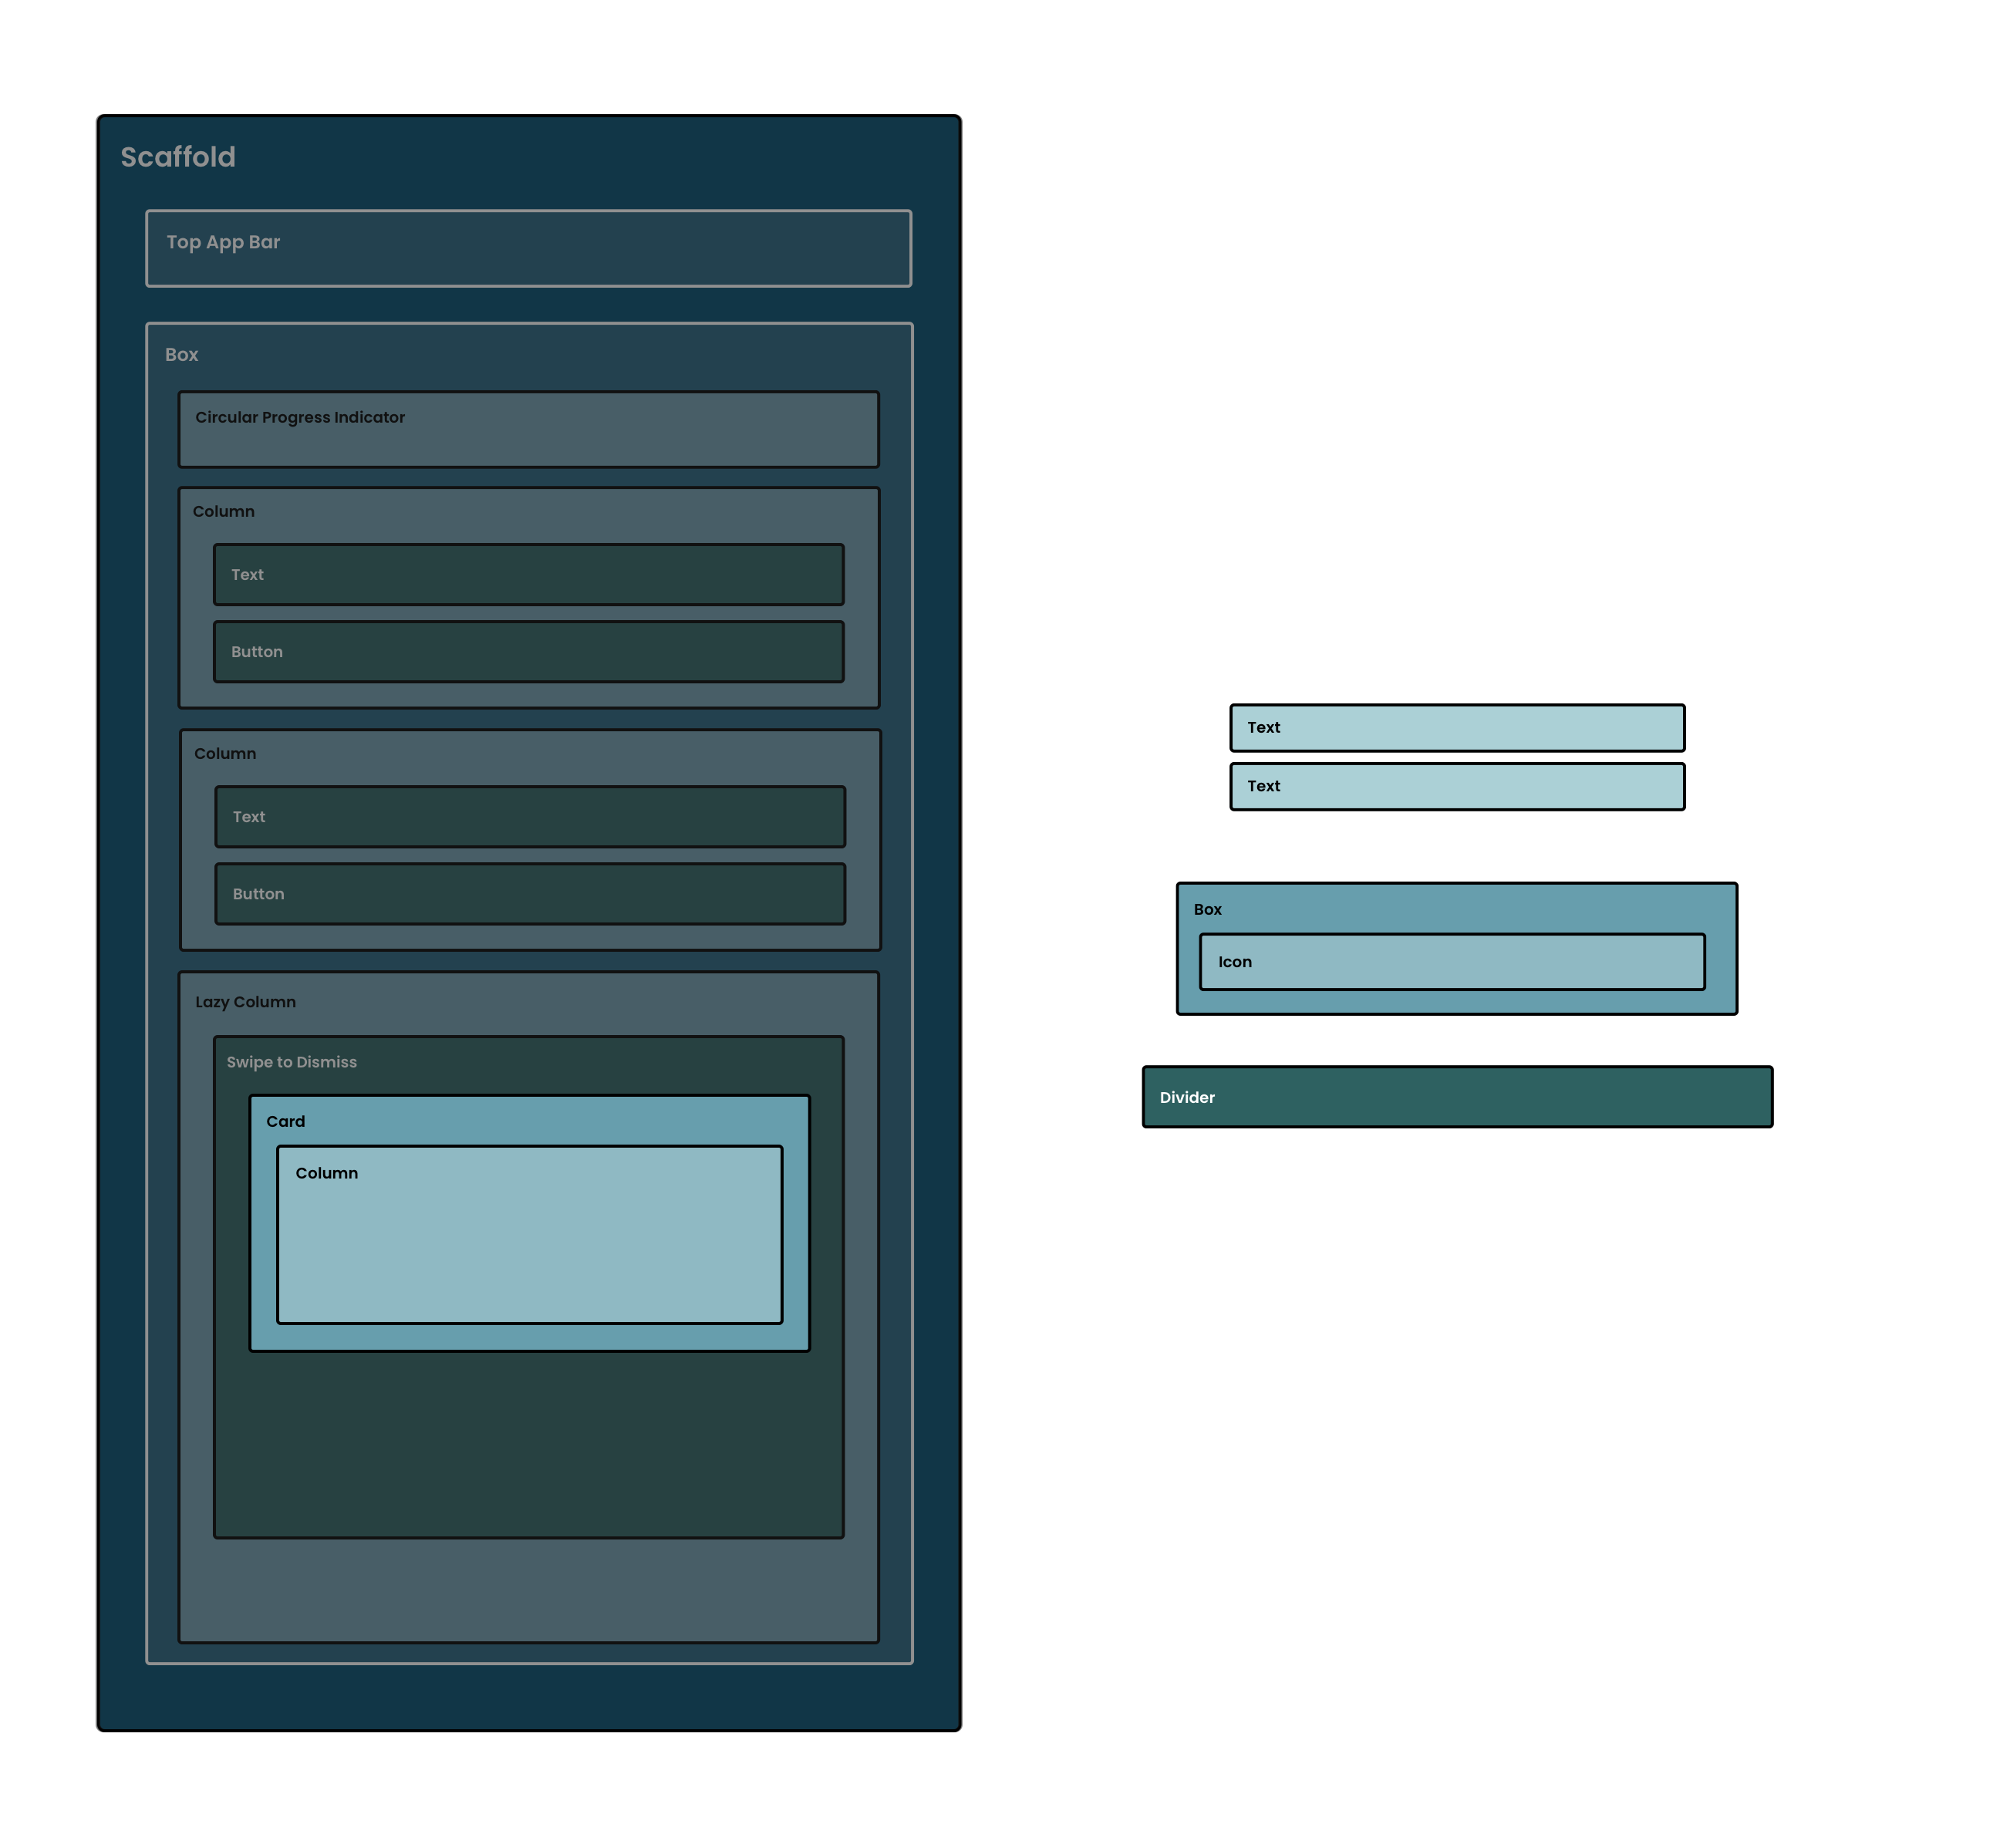 Scaffold
Top App Bar
Box
Circular Progress Indicator
Column
Text
Button
Column
Text
Button
Lazy Column
Swipe to Dismiss
Card
Column
Text
Text
Box
Icon
Divider